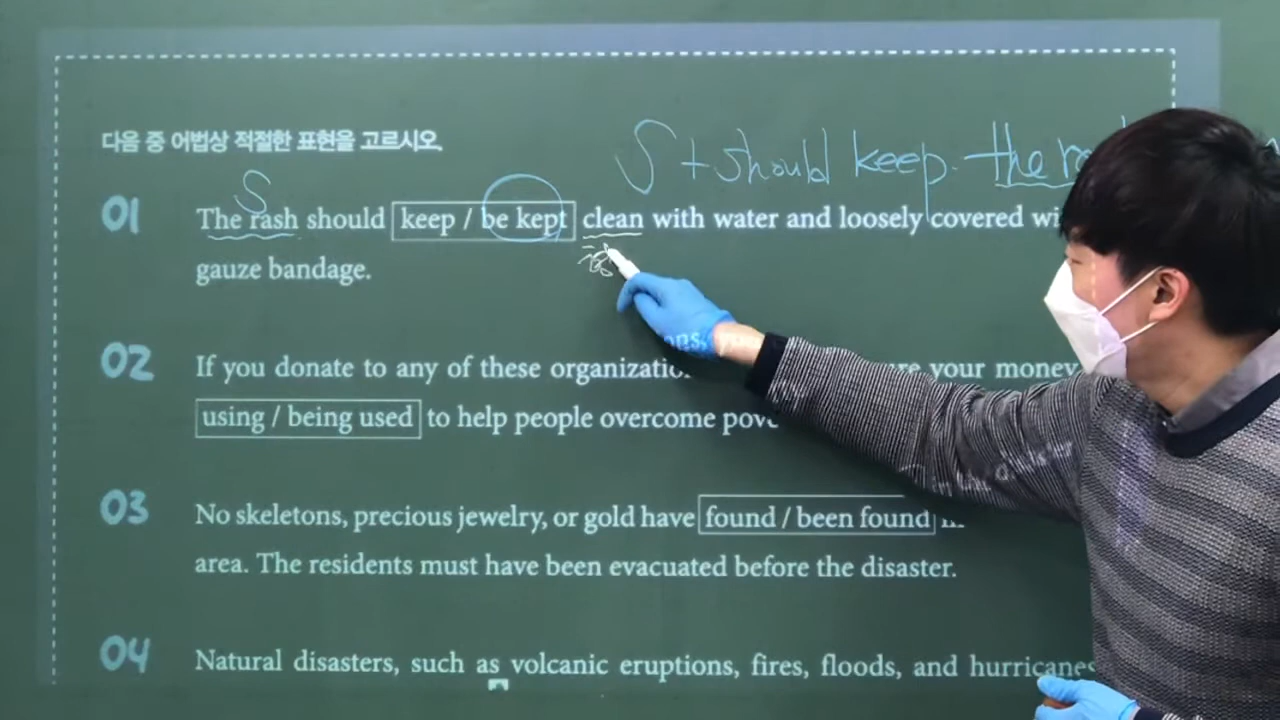 다음 중 어법상 적절한 표현을 고르시오.
S + should keep the
S
01 The rash should keep / be kept clean with water and loosely covered
gauze bandage.
02 If you donate to any of these your money
using / being used to help people overcome
03 No skeletons, precious jewelry, or gold have found / been found
area. The residents must have been evacuated before the disaster.
04 Natural disasters, such as volcanic eruptions, fires, floods, and hurricanes